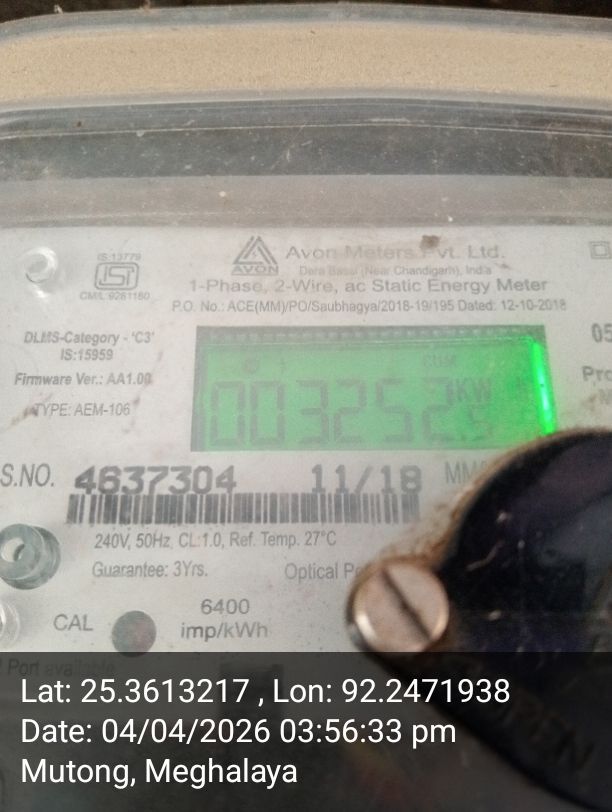 Avon Meters Pvt. Ltd.
AVON
Dera Bassi (Near Chandigarh), India
IS:13779
ISI
CM/L 9261160
1-Phase, 2-Wire, ac Static Energy Meter
P.O. No.: ACE(MM)/PO/Saubhagya/2018-19/195 Dated: 12-10-2018
DLMS-Category - 'C3'
IS:15959
Firmware Ver.: AA1.00
TYPE: AEM-106
CUM
KW
05
S.NO. 4637304 11/18
240V, 50Hz, CL:1.0, Ref. Temp. 27°C
Guarantee: 3Yrs. Optical
CAL
6400
imp/kWh
Port available
Lat: 25.3613217 , Lon: 92.2471938
Date: 04/04/2026 03:56:33 pm
Mutong, Meghalaya